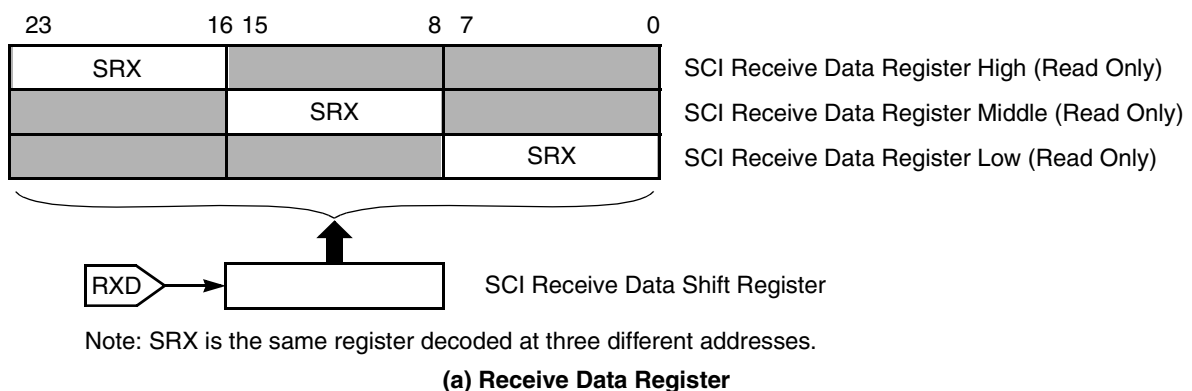 23 16 15 8 7 0
SRX SCI Receive Data Register High (Read Only)
SRX SCI Receive Data Register Middle (Read Only)
SRX SCI Receive Data Register Low (Read Only)
RXD SCI Receive Data Shift Register
Note: SRX is the same register decoded at three different addresses.
(a) Receive Data Register